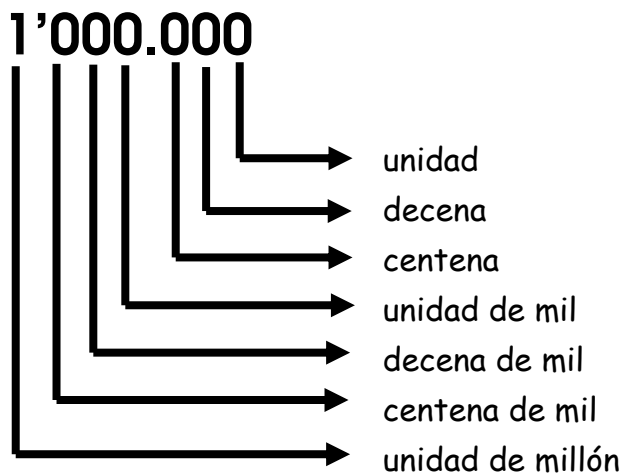 1’000.000
unidad
decena
centena
unidad de mil
decena de mil
centena de mil
unidad de millón